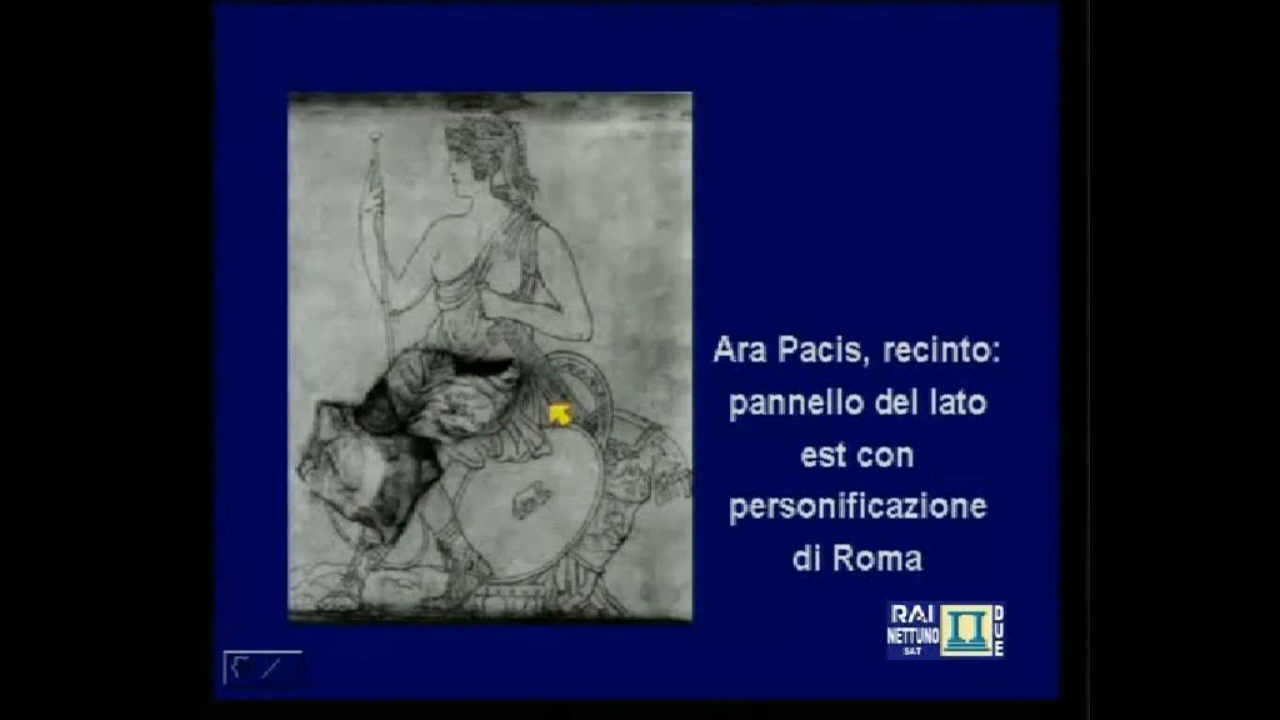 Ara Pacis, recinto:
pannello del lato
est con
personificazione
di Roma
RAI
NETTUNO
SAT
DUE